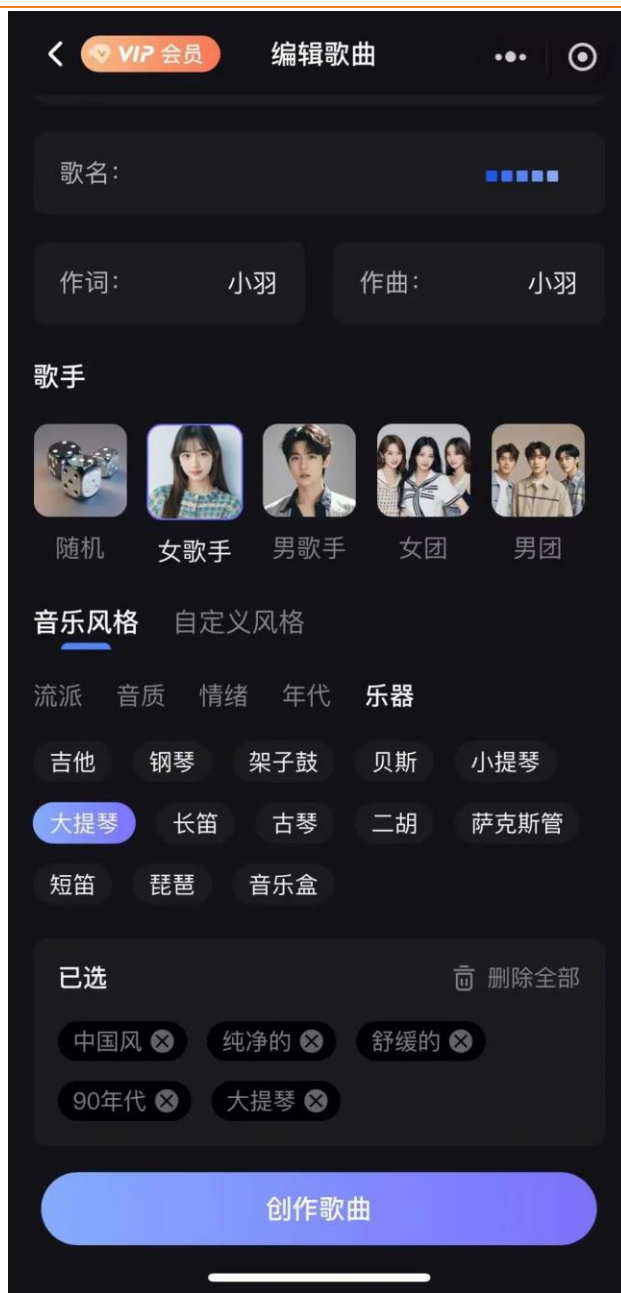 VIP 会员 编辑歌曲
歌名：
作词： 小羽 作曲： 小羽
歌手
随机 女歌手 男歌手 女团 男团
音乐风格 自定义风格
流派 音质 情绪 年代 乐器
吉他 钢琴 架子鼓 贝斯 小提琴
大提琴 长笛 古琴 二胡 萨克斯管
短笛 琵琶 音乐盒
已选 删除全部
中国风 纯净的 舒缓的
90年代 大提琴
创作歌曲